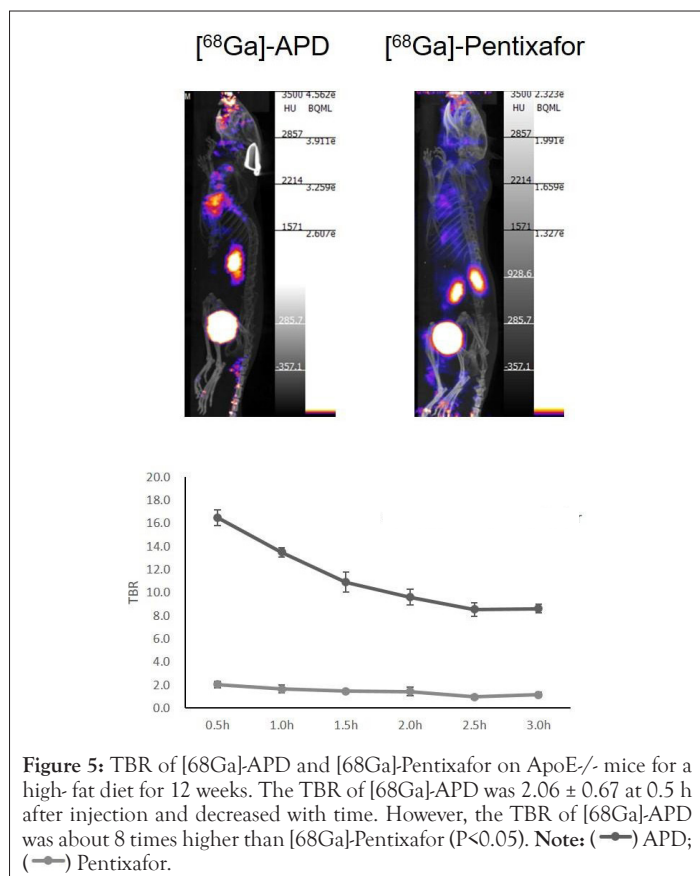 [⁶⁸Ga]-APD [⁶⁸Ga]-Pentixafor
M 3500 4.562e 3500 2.323e
HU BQML HU BQML
2857 3.911e 2857 1.991e
2214 3.259e 2214 1.659e
1571 2.607e 1571 1.327e
928.6
285.7 285.7
-357.1 -357.1
20.0
18.0
16.0
14.0
12.0
10.0
8.0
6.0
4.0
2.0
0.0
TBR
0.5h 1.0h 1.5h 2.0h 2.5h 3.0h
Figure 5: TBR of [68Ga]-APD and [68Ga]-Pentixafor on ApoE-/- mice for a
high- fat diet for 12 weeks. The TBR of [68Ga]-APD was 2.06 ± 0.67 at 0.5 h
after injection and decreased with time. However, the TBR of [68Ga]-APD
was about 8 times higher than [68Ga]-Pentixafor (P<0.05). Note: ( ) APD;
( ) Pentixafor.